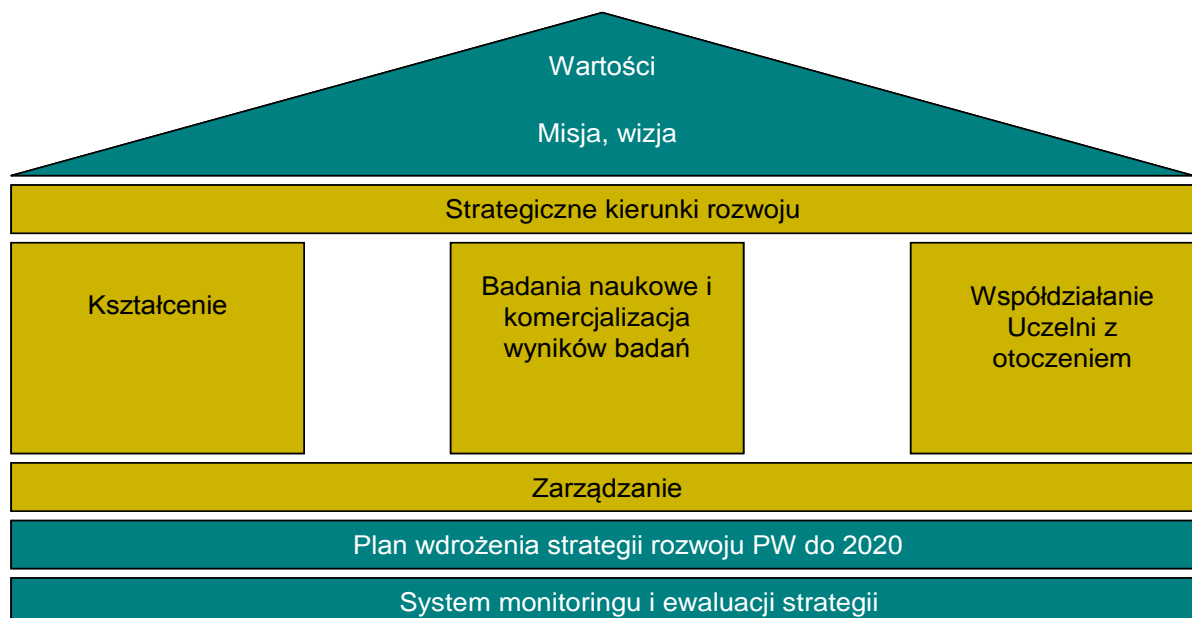 Wartości
Misja, wizja
Strategiczne kierunki rozwoju
Kształcenie
Badania naukowe i
komercjalizacja
wyników badań
Współdziałanie
Uczelni z
otoczeniem
Zarządzanie
Plan wdrożenia strategii rozwoju PW do 2020
System monitoringu i ewaluacji strategii